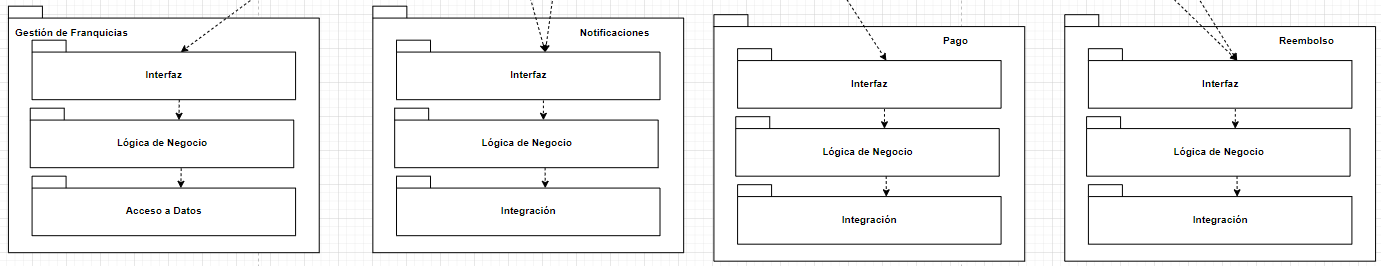 Gestión de Franquicias
Interfaz
Lógica de Negocio
Acceso a Datos
Notificaciones
Interfaz
Lógica de Negocio
Integración
Pago
Interfaz
Lógica de Negocio
Integración
Reembolso
Interfaz
Lógica de Negocio
Integración